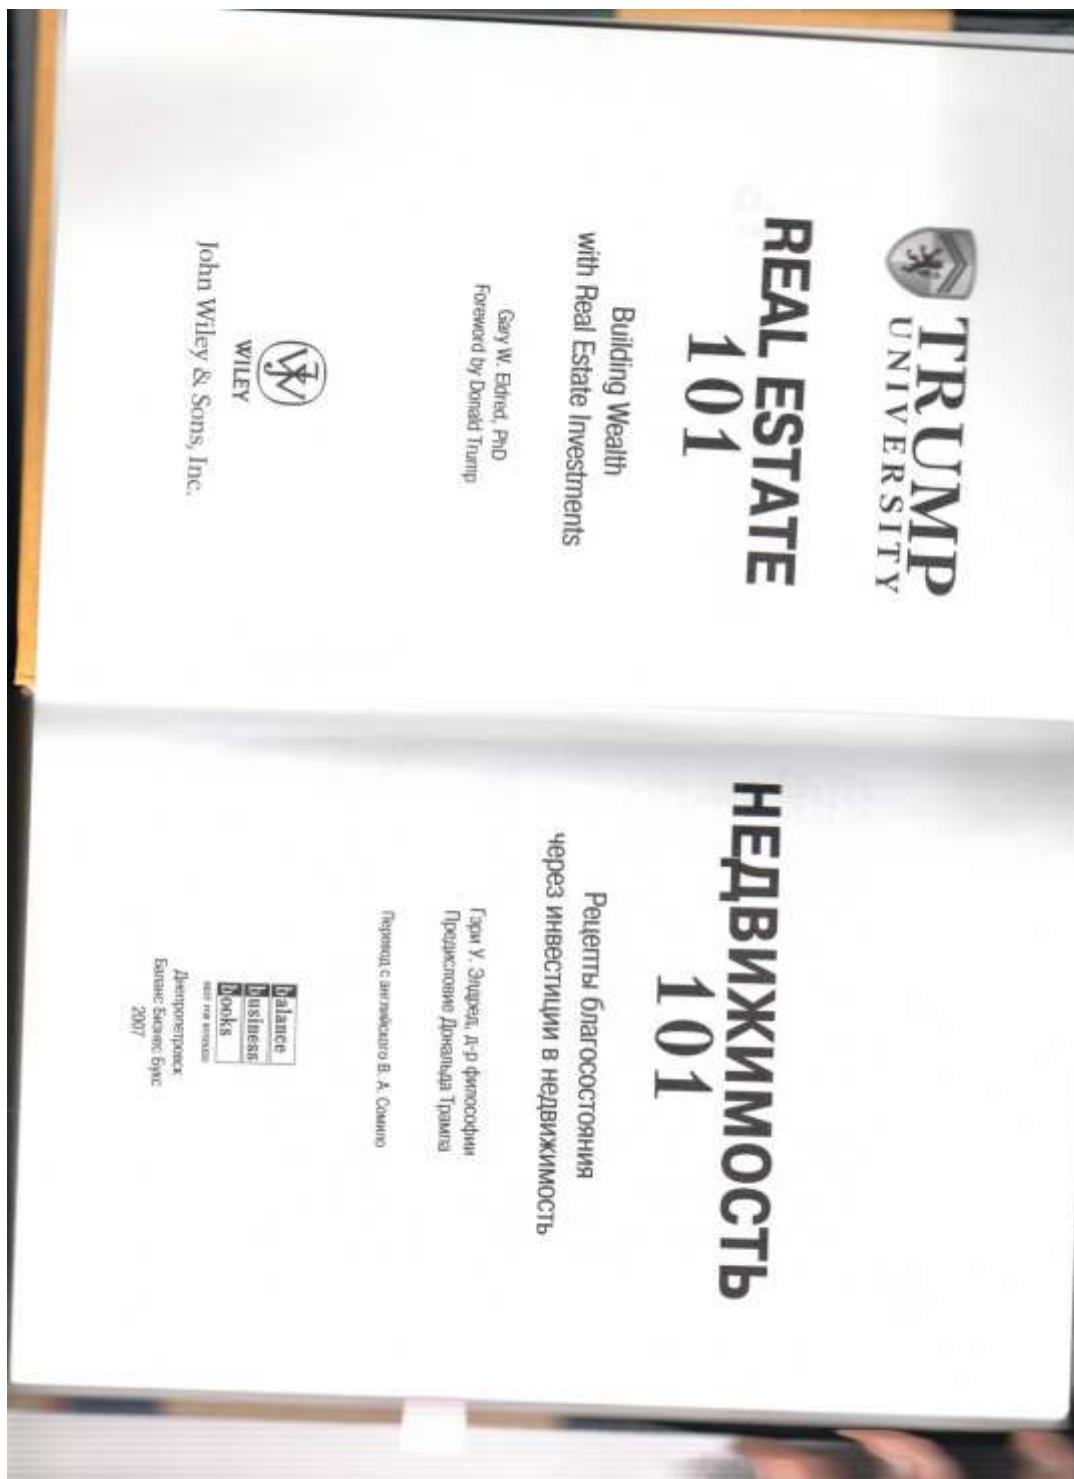 TRUMP
UNIVERSITY
REAL ESTATE
101
Building Wealth
with Real Estate Investments
Gary W. Eldred, PhD
Foreword by Donald Trump
WILEY
John Wiley & Sons, Inc.
НЕДВИЖИМОСТЬ
101
Рецепты благосостояния
через инвестиции в недвижимость
Гэри У. Элдред, д-р философии
Предисловие Дональда Трампа
Перевод с английского В. А. Сомило
balance
business
books
Днепропетровск
Баланс Бизнес Букс
2007